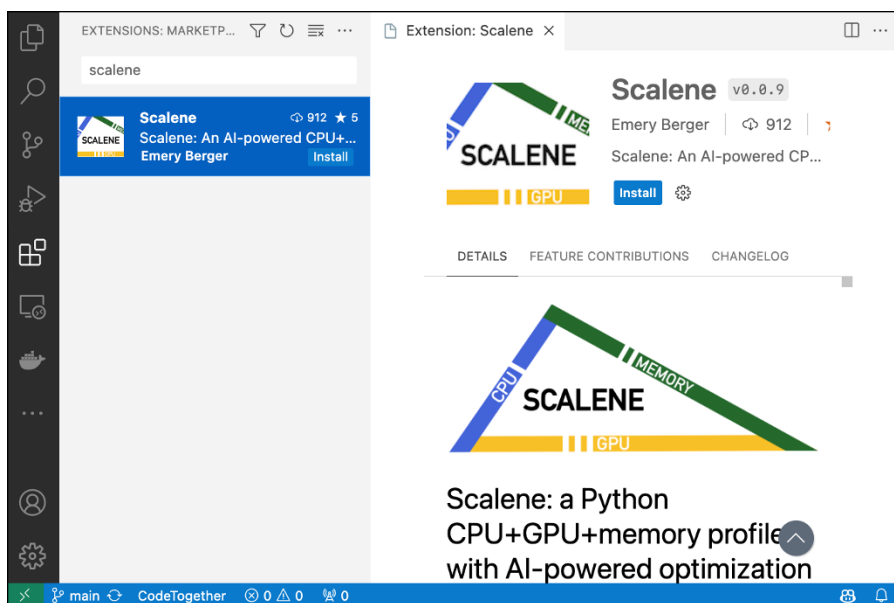 EXTENSIONS: MARKETP...
scalene
Scalene 912 ★ 5
Scalene: An AI-powered CPU+...
Emery Berger Install
SCALENE
Extension: Scalene
ME
SCALENE
GPU
Scalene v0.0.9
Emery Berger 912
Scalene: An AI-powered CP...
Install
DETAILS FEATURE CONTRIBUTIONS CHANGELOG
CPU
MEMORY
SCALENE
GPU
Scalene: a Python
CPU+GPU+memory profile
with AI-powered optimization
main CodeTogether 0 0 0